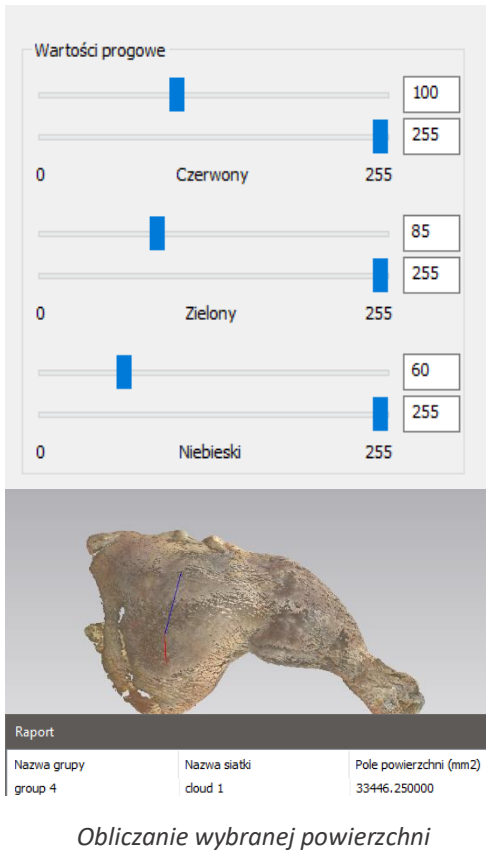 Wartości progowe
100
255
0 Czerwony 255
85
255
0 Zielony 255
60
255
0 Niebieski 255
Raport
Nazwa grupy Nazwa siatki Pole powierzchni (mm2)
group 4 cloud 1 33446.250000
Obliczanie wybranej powierzchni